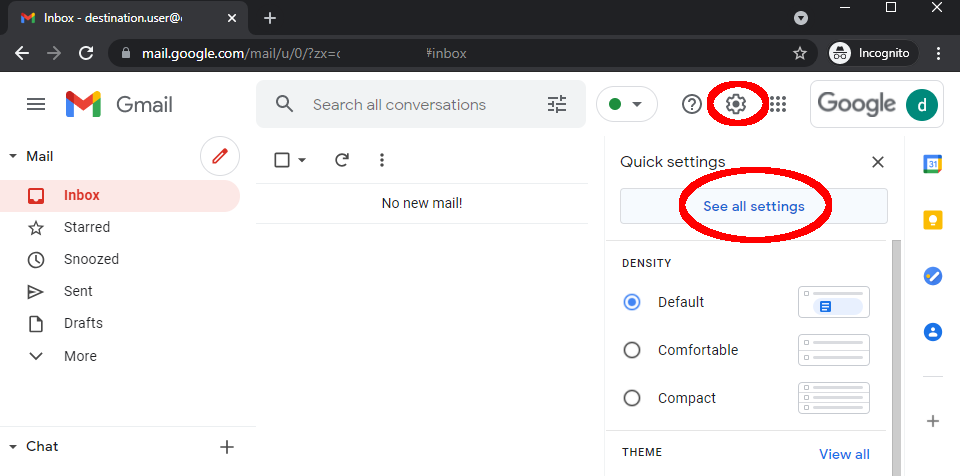 Inbox - destination.user@
mail.google.com/mail/u/0/?zx=
#inbox
Incognito
Gmail
Search all conversations
Google
d
Mail
Quick settings
31
See all settings
Inbox
No new mail!
Starred
Snoozed
DENSITY
Sent
Default
Drafts
Comfortable
More
Compact
Chat
THEME
View all